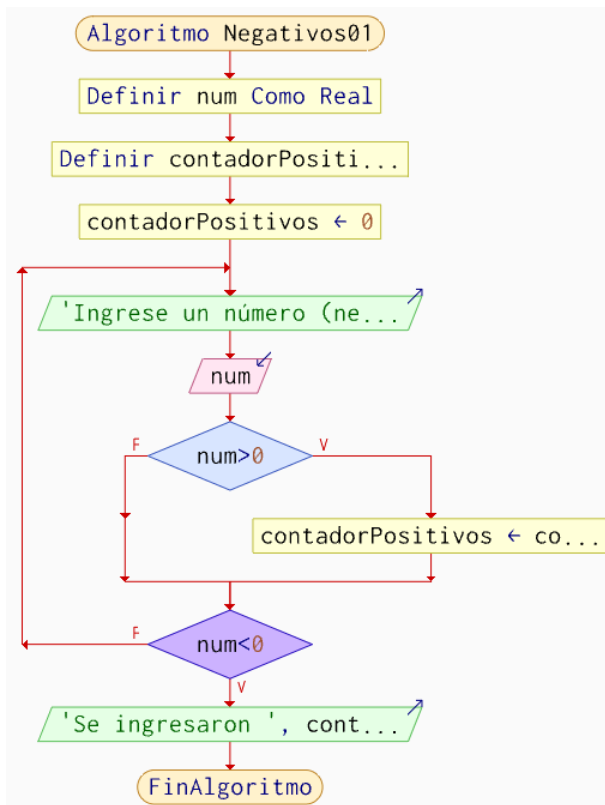 Algoritmo Negativos01
Definir num Como Real
Definir contadorPositi...
contadorPositivos ← 0
'Ingrese un número (ne...
num
F
num>0
V
contadorPositivos ← co...
F
num<0
V
'Se ingresaron ', cont...
FinAlgoritmo